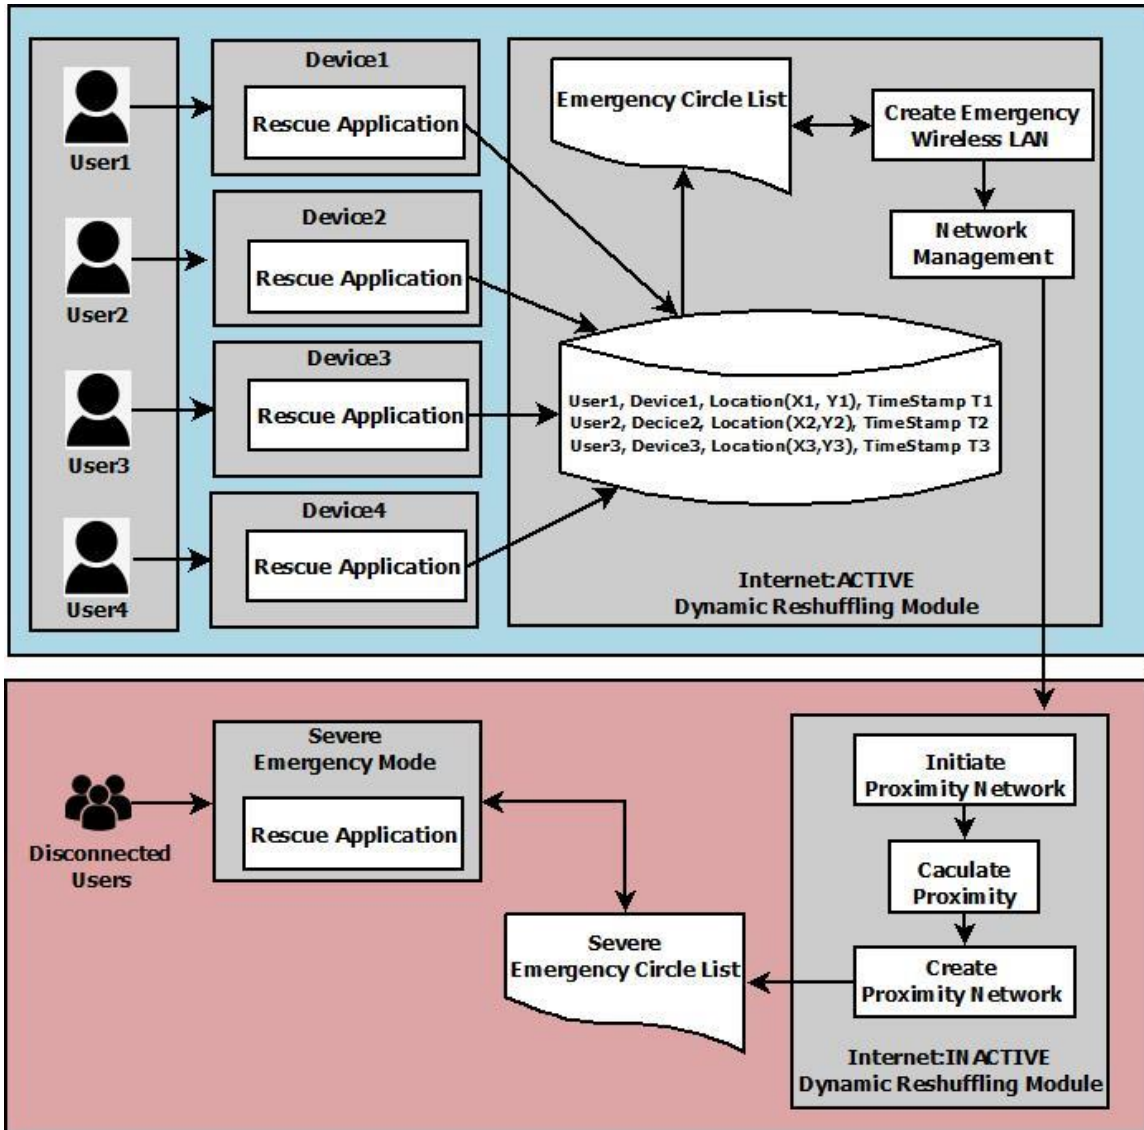 User1
User2
User3
User4
Device1
Rescue Application
Device2
Rescue Application
Device3
Rescue Application
Device4
Rescue Application
Emergency Circle List
Create Emergency
Wireless LAN
Network
Management
User1, Device1, Location(X1, Y1), TimeStamp T1
User2, Decice2, Location(X2,Y2), TimeStamp T2
User3, Device3, Location(X3,Y3), TimeStamp T3
Internet:ACTIVE
Dynamic Reshuffling Module
Disconnected
Users
Severe
Emergency Mode
Rescue Application
Severe
Emergency Circle List
Initiate
Proximity Network
Caculate
Proximity
Create
Proximity Network
Internet:INACTIVE
Dynamic Reshuffling Module